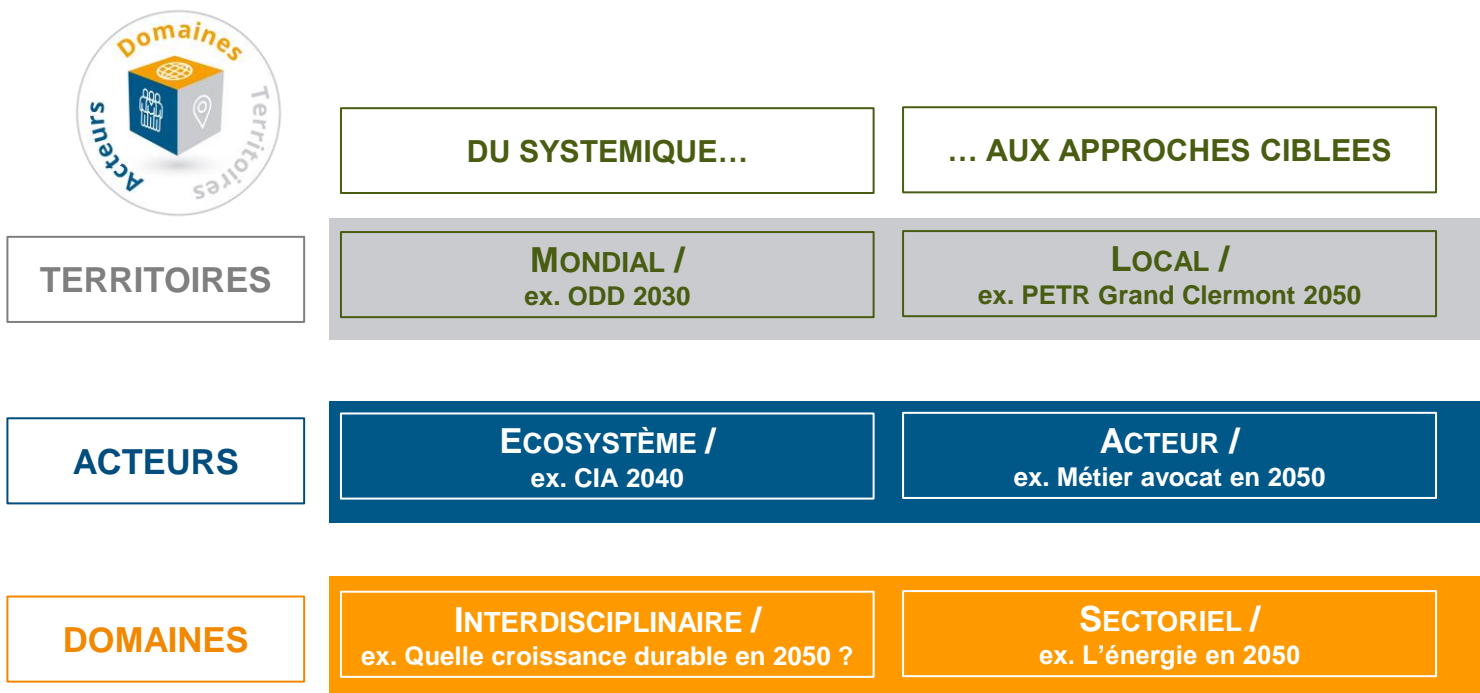 Domaines
Territoires
Acteurs
DU SYSTEMIQUE…
… AUX APPROCHES CIBLEES
TERRITOIRES
MONDIAL /
ex. ODD 2030
LOCAL /
ex. PETR Grand Clermont 2050
ACTEURS
ECOSYSTÈME /
ex. CIA 2040
ACTEUR /
ex. Métier avocat en 2050
DOMAINES
INTERDISCIPLINAIRE /
ex. Quelle croissance durable en 2050 ?
SECTORIEL /
ex. L'énergie en 2050